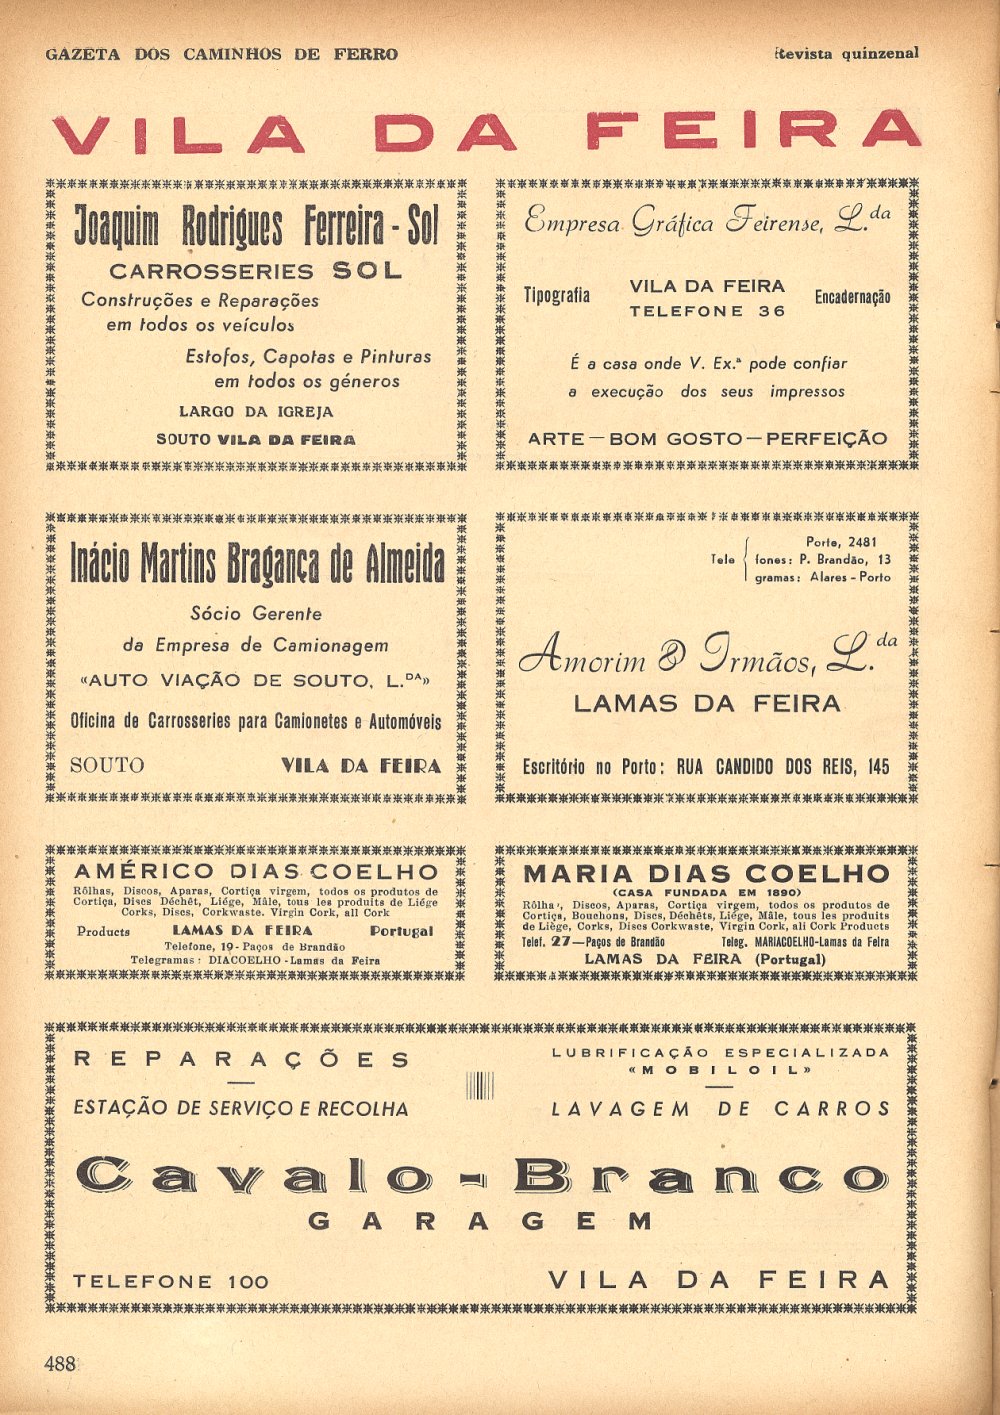 GAZETA DOS CAMINHOS DE FERRO
Revista quinzenal
VILA DA FEIRA
Joaquim Rodrigues Ferreira - Sol
CARROSSERIES SOL
Construções e Reparações
em todos os veículos
Estofos, Capotas e Pinturas
em todos os géneros
LARGO DA IGREJA
SOUTO VILA DA FEIRA
Empresa Gráfica Feirense, L.da
Tipografia
VILA DA FEIRA
TELEFONE 36
Encadernação
É a casa onde V. Ex.ª pode confiar
a execução dos seus impressos
ARTE — BOM GOSTO — PERFEIÇÃO
Inácio Martins Bragança de Almeida
Sócio Gerente
da Empresa de Camionagem
«AUTO VIAÇÃO DE SOUTO, L.DA»
Oficina de Carrosseries para Camionetes e Automóveis
SOUTO VILA DA FEIRA
Porto, 2481
Tele fones: P. Brandão, 13
gramas: Alares - Porto
Amorim & Irmãos, L.da
LAMAS DA FEIRA
Escritório no Porto: RUA CANDIDO DOS REIS, 145
AMÉRICO DIAS COELHO
Rôlhas, Discos, Aparas, Cortiça virgem, todos os produtos de
Cortiça, Discs Déchêt, Liége, Mâle, tous les produits de Liége
Corks, Discs, Corkwaste. Virgin Cork, all Cork
Products LAMAS DA FEIRA Portugal
Telefone, 19 - Paços de Brandão
Telegramas: DIACOELHO - Lamas da Feira
MARIA DIAS COELHO
(CASA FUNDADA EM 1890)
Rôlha, Discos, Aparas, Cortiça virgem, todos os produtos de
Cortiça, Bouchons, Discs, Déchêts, Liége, Mâle, tous les produits
de Liége, Corks, Discs Corkwaste, Virgin Cork, all Cork Products
Telef. 27 — Paços de Brandão Teleg. MARIACOELHO - Lamas da Feira
LAMAS DA FEIRA (Portugal)
REPARAÇÕES
ESTAÇÃO DE SERVIÇO E RECOLHA
LUBRIFICAÇÃO ESPECIALIZADA
«MOBILOIL»
LAVAGEM DE CARROS
Cavalo - Branco
GARAGEM
TELEFONE 100
VILA DA FEIRA
488